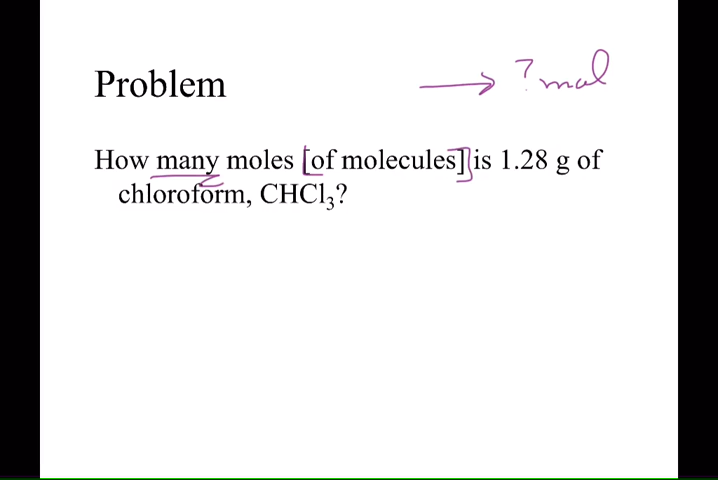 Problem
? mol
How many moles [of molecules] is 1.28 g of
chloroform, CHCl₃?